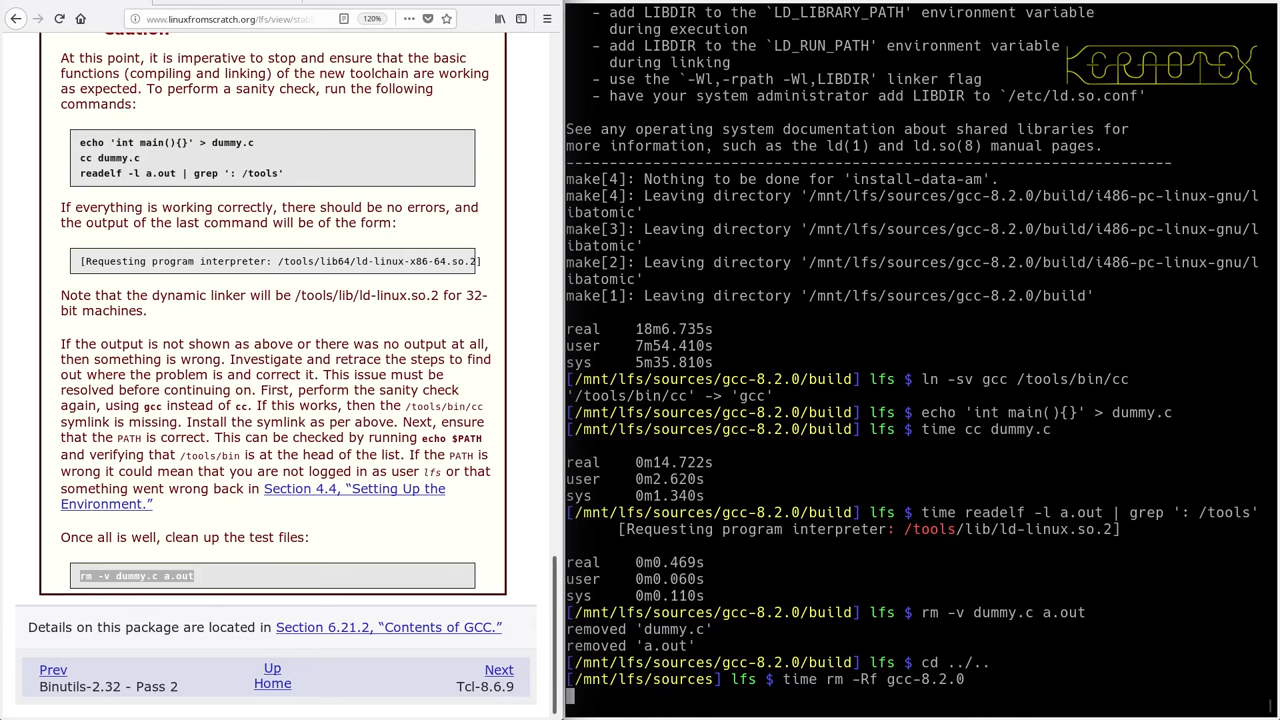 www.linuxfromscratch.org/lfs/view/stab
120%
Caution
At this point, it is imperative to stop and ensure that the basic
functions (compiling and linking) of the new toolchain are working
as expected. To perform a sanity check, run the following
commands:
echo 'int main(){}' > dummy.c
cc dummy.c
readelf -l a.out | grep ': /tools'
If everything is working correctly, there should be no errors, and
the output of the last command will be of the form:
[Requesting program interpreter: /tools/lib64/ld-linux-x86-64.so.2]
Note that the dynamic linker will be /tools/lib/ld-linux.so.2 for 32-
bit machines.
If the output is not shown as above or there was no output at all,
then something is wrong. Investigate and retrace the steps to find
out where the problem is and correct it. This issue must be
resolved before continuing on. First, perform the sanity check
again, using gcc instead of cc. If this works, then the /tools/bin/cc
symlink is missing. Install the symlink as per above. Next, ensure
that the PATH is correct. This can be checked by running echo $PATH
and verifying that /tools/bin is at the head of the list. If the PATH is
wrong it could mean that you are not logged in as user lfs or that
something went wrong back in Section 4.4, “Setting Up the
Environment.”
Once all is well, clean up the test files:
rm -v dummy.c a.out
Details on this package are located in Section 6.21.2, “Contents of GCC.”
Prev
Binutils-2.32 - Pass 2
Up
Home
Next
Tcl-8.6.9
- add LIBDIR to the `LD_LIBRARY_PATH' environment variable
during execution
- add LIBDIR to the `LD_RUN_PATH' environment variable
during linking
- use the `-Wl,-rpath -Wl,LIBDIR' linker flag
- have your system administrator add LIBDIR to `/etc/ld.so.conf'
KERAOTEX
See any operating system documentation about shared libraries for
more information, such as the ld(1) and ld.so(8) manual pages.
----------------------------------------------------------------------
make[4]: Nothing to be done for 'install-data-am'.
make[4]: Leaving directory '/mnt/lfs/sources/gcc-8.2.0/build/i486-pc-linux-gnu/l
ibatomic'
make[3]: Leaving directory '/mnt/lfs/sources/gcc-8.2.0/build/i486-pc-linux-gnu/l
ibatomic'
make[2]: Leaving directory '/mnt/lfs/sources/gcc-8.2.0/build/i486-pc-linux-gnu/l
ibatomic'
make[1]: Leaving directory '/mnt/lfs/sources/gcc-8.2.0/build'
real 18m6.735s
user 7m54.410s
sys 5m35.810s
[/mnt/lfs/sources/gcc-8.2.0/build] lfs $ ln -sv gcc /tools/bin/cc
'/tools/bin/cc' -> 'gcc'
[/mnt/lfs/sources/gcc-8.2.0/build] lfs $ echo 'int main(){}' > dummy.c
[/mnt/lfs/sources/gcc-8.2.0/build] lfs $ time cc dummy.c
real 0m14.722s
user 0m2.620s
sys 0m1.340s
[/mnt/lfs/sources/gcc-8.2.0/build] lfs $ time readelf -l a.out | grep ': /tools'
[Requesting program interpreter: /tools/lib/ld-linux.so.2]
real 0m0.469s
user 0m0.060s
sys 0m0.110s
[/mnt/lfs/sources/gcc-8.2.0/build] lfs $ rm -v dummy.c a.out
removed 'dummy.c'
removed 'a.out'
[/mnt/lfs/sources/gcc-8.2.0/build] lfs $ cd ../..
[/mnt/lfs/sources] lfs $ time rm -Rf gcc-8.2.0